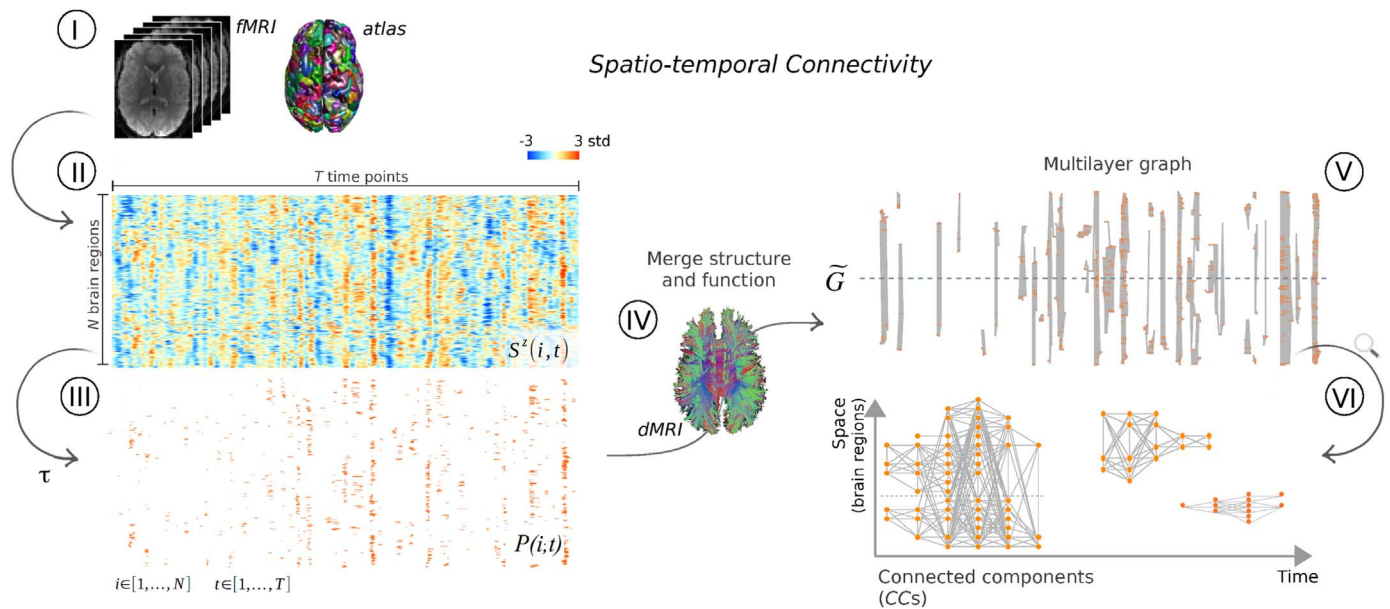 I
fMRI
atlas
Spatio-temporal Connectivity
-3
3 std
II
T time points
N brain regions
Sᶻ(i,t)
III
τ
P(i;t)
i∈[1,…,N]
t∈[1,…,T]
Merge structure
and function
IV
dMRI
Multilayer graph
V
G̃
VI
Space
(brain regions)
Time
Connected components
(CCs)